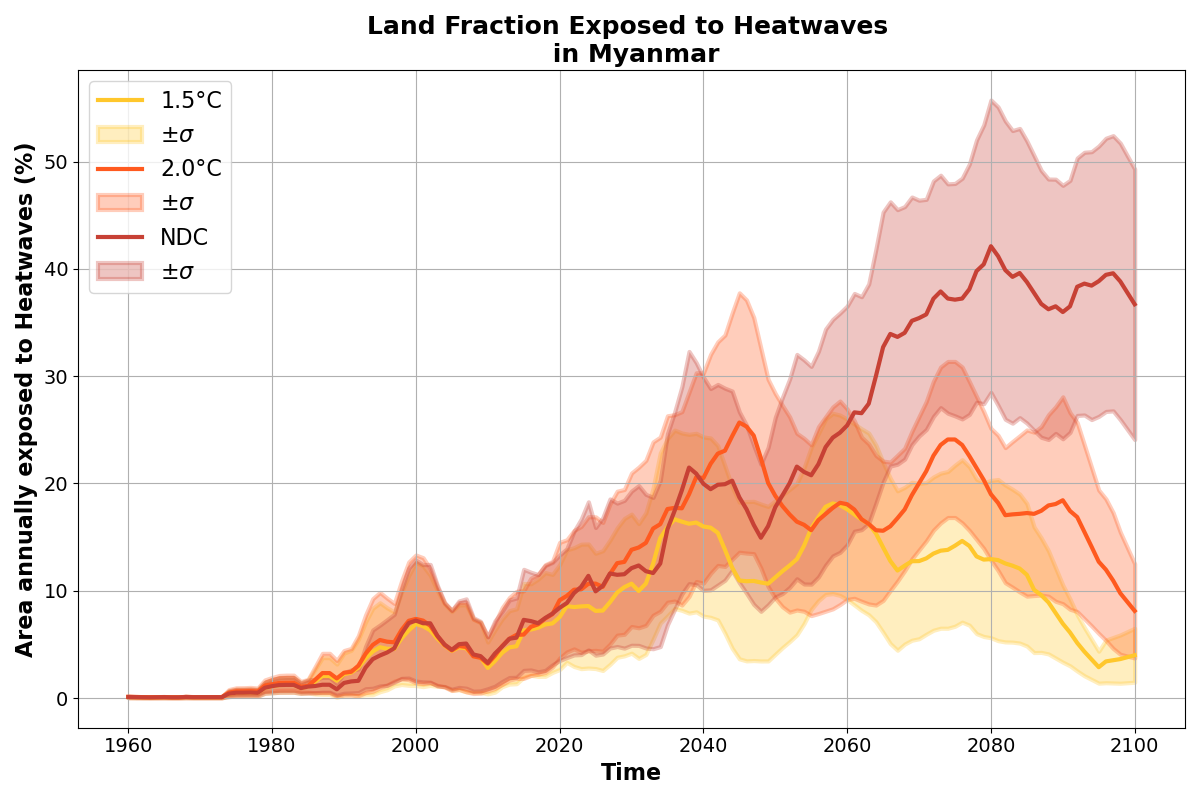 Land Fraction Exposed to Heatwaves
in Myanmar
Area annually exposed to Heatwaves (%)
1.5°C
±σ
2.0°C
±σ
NDC
±σ
50
40
30
20
10
0
1960 1980 2000 2020 2040 2060 2080 2100
Time